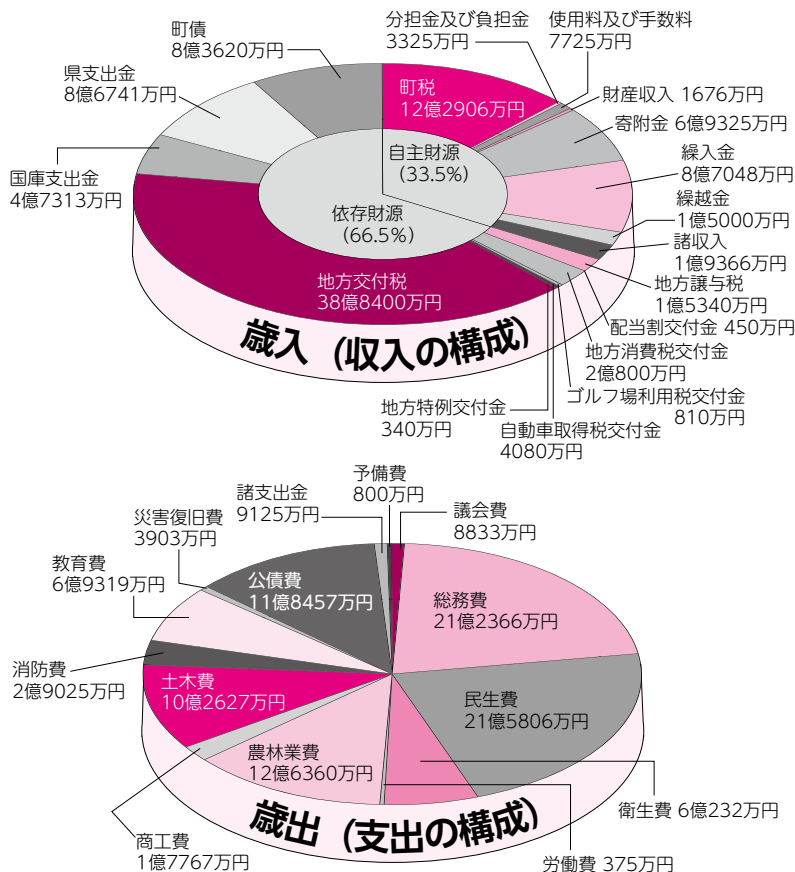 町債
8億3620万円
分担金及び負担金
3325万円
使用料及び手数料
7725万円
県支出金
8億6741万円
町税
12億2906万円
財産収入 1676万円
寄附金 6億9325万円
国庫支出金
4億7313万円
自主財源
(33.5%)
繰入金
8億7048万円
依存財源
(66.5%)
繰越金
1億5000万円
諸収入
1億9366万円
地方交付税
38億8400万円
地方譲与税
1億5340万円
歳入(収入の構成)
配当割交付金 450万円
地方消費税交付金
2億800万円
ゴルフ場利用税交付金
810万円
地方特例交付金
340万円
自動車取得税交付金
4080万円
予備費
800万円
諸支出金
9125万円
議会費
8833万円
災害復旧費
3903万円
教育費
6億9319万円
公債費
11億8457万円
総務費
21億2366万円
消防費
2億9025万円
土木費
10億2627万円
民生費
21億5806万円
農林業費
12億6360万円
歳出(支出の構成)
衛生費 6億232万円
商工費
1億7767万円
労働費 375万円